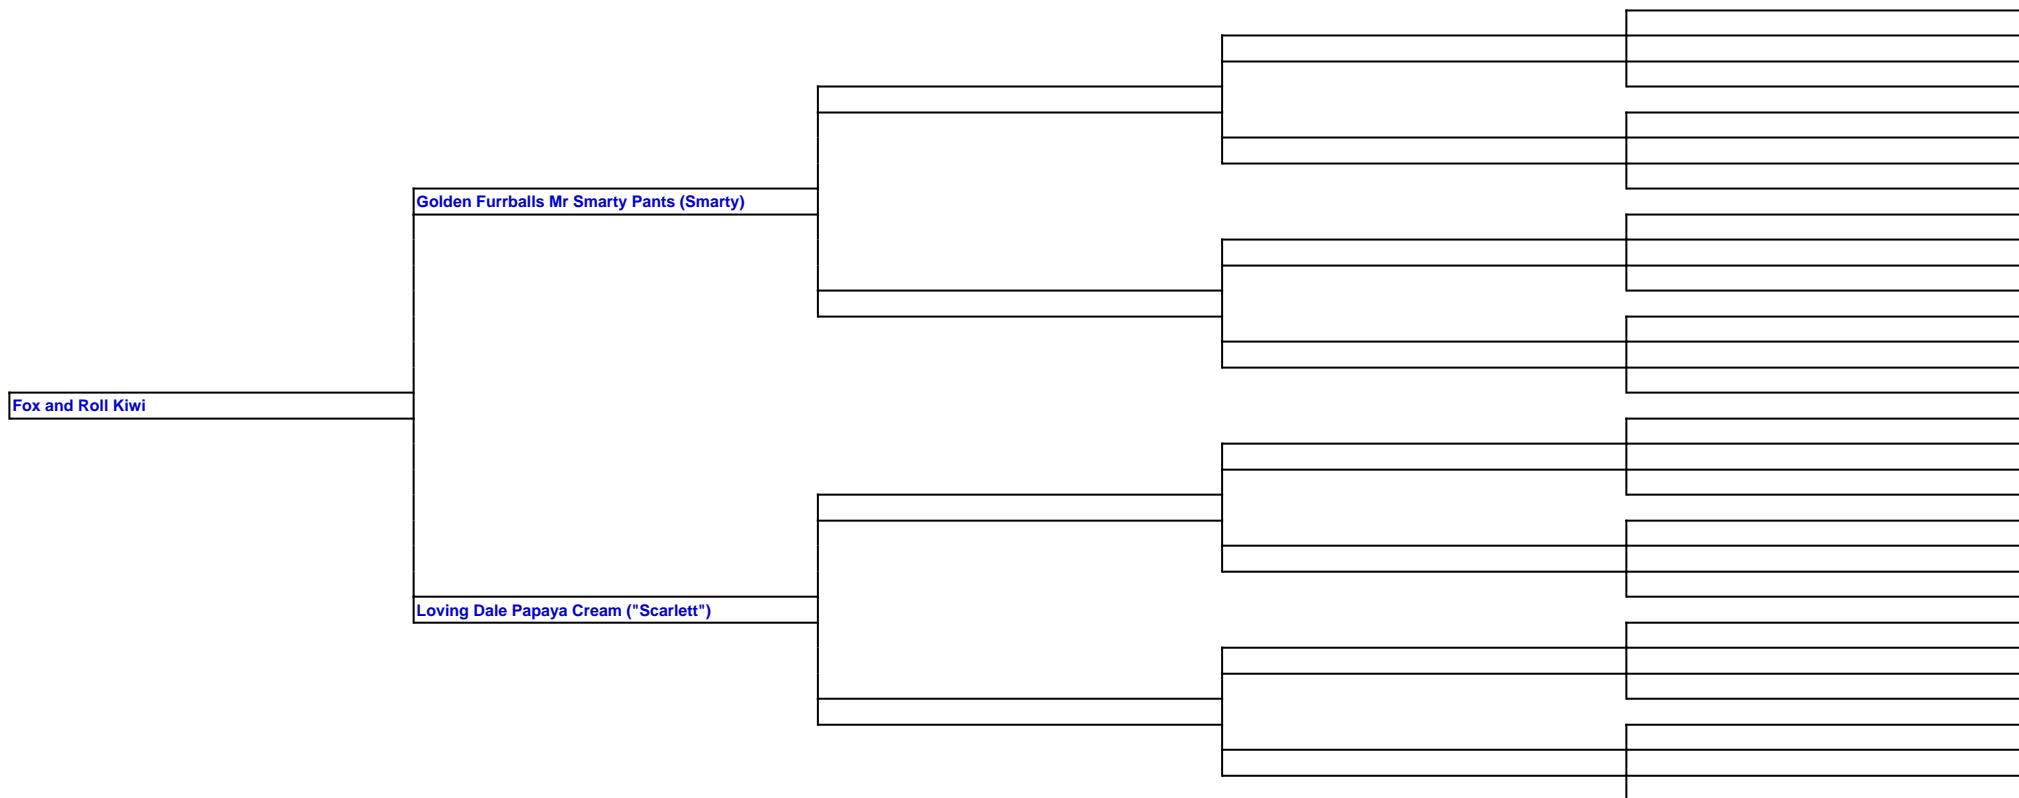 Golden Furrballs Mr Smarty Pants (Smarty)
Fox and Roll Kiwi
Loving Dale Papaya Cream ("Scarlett")